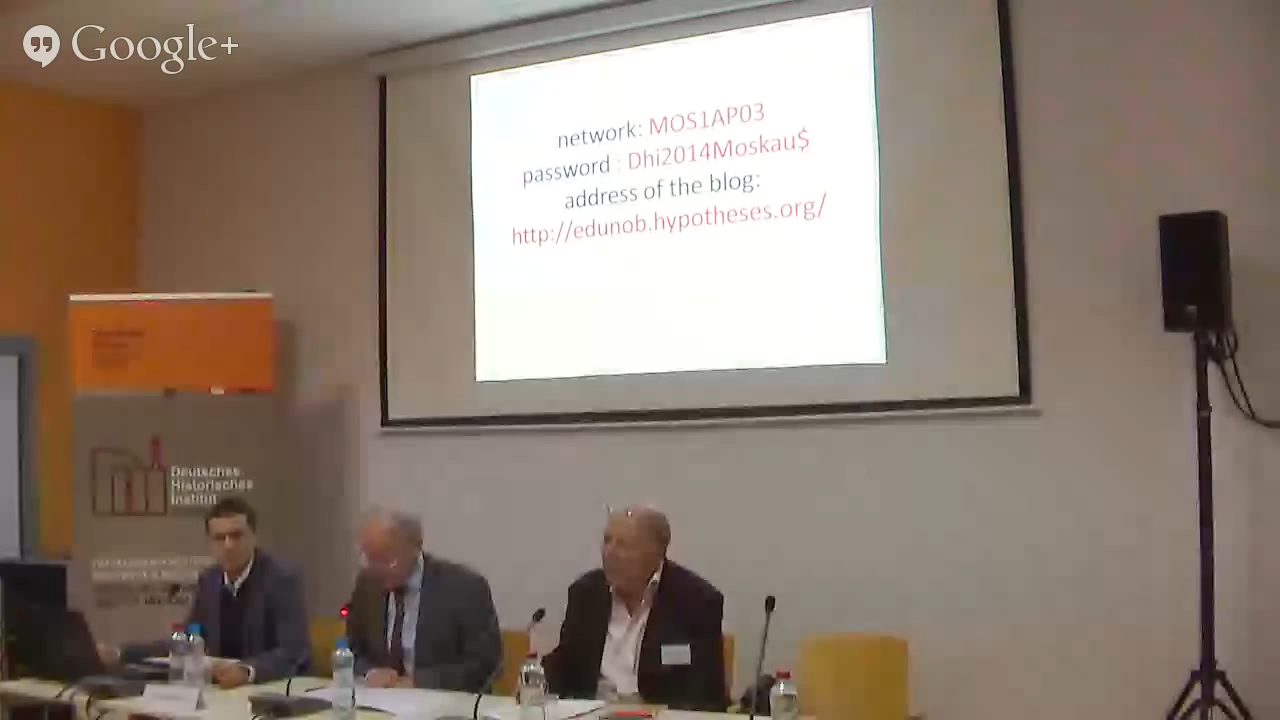 Google+
network: MOS1AP03
password : Dhi2014Moskau$
address of the blog:
http://edunob.hypotheses.org/
Deutsches
Historisches
Institut